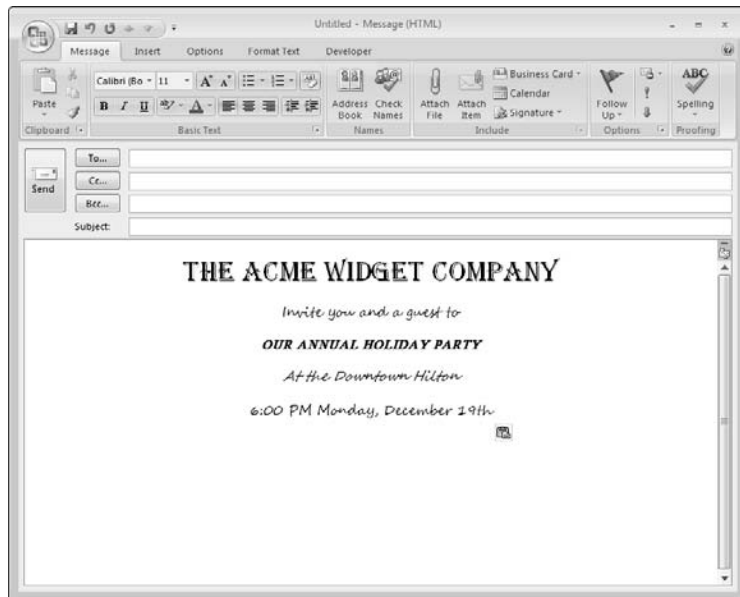 Untitled - Message (HTML)
Message Insert Options Format Text Developer
Paste
Clipboard
Calibri (Bo 11 A A
B I U ab A
Basic Text
Address Book
Check Names
Names
Attach File
Attach Item
Business Card
Calendar
Signature
Include
Follow Up
Options
ABC
Spelling
Proofing
Send
To...
Cc...
Bcc...
Subject:
THE ACME WIDGET COMPANY
Invite you and a guest to
OUR ANNUAL HOLIDAY PARTY
At the Downtown Hilton
6:00 PM Monday, December 19th